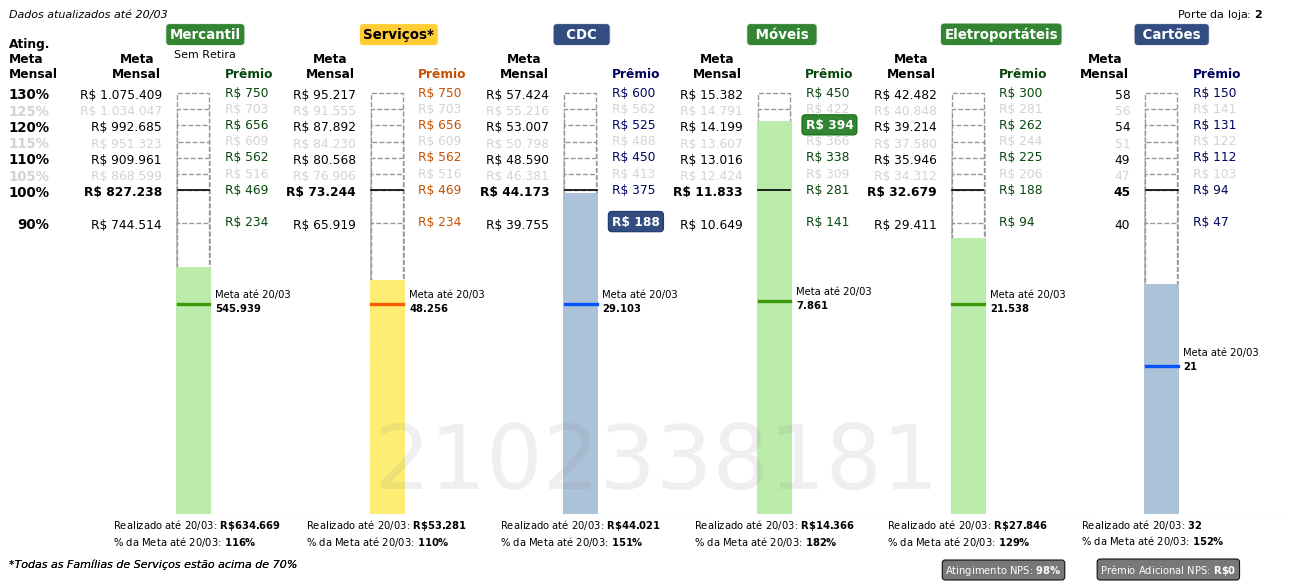 Dados atualizados até 20/03
Porte da loja: 2
Mercantil Serviços* CDC Móveis Eletroportáteis Cartões
Sem Retira
Ating. Meta Mensal
Meta Mensal Prêmio Meta Mensal Prêmio Meta Mensal Prêmio Meta Mensal Prêmio Meta Mensal Prêmio Meta Mensal Prêmio
130% R$ 1.075.409 R$ 750 R$ 95.217 R$ 750 R$ 57.424 R$ 600 R$ 15.382 R$ 450 R$ 42.482 R$ 300 58 R$ 150
125% R$ 1.034.047 R$ 703 R$ 91.555 R$ 703 R$ 55.216 R$ 562 R$ 14.791 R$ 422 R$ 40.848 R$ 281 56 R$ 141
120% R$ 992.685 R$ 656 R$ 87.892 R$ 656 R$ 53.007 R$ 525 R$ 14.199 R$ 394 R$ 39.214 R$ 262 54 R$ 131
115% R$ 951.323 R$ 609 R$ 84.230 R$ 609 R$ 50.798 R$ 488 R$ 13.607 R$ 366 R$ 37.580 R$ 244 51 R$ 122
110% R$ 909.961 R$ 562 R$ 80.568 R$ 562 R$ 48.590 R$ 450 R$ 13.016 R$ 338 R$ 35.946 R$ 225 49 R$ 112
105% R$ 868.599 R$ 516 R$ 76.906 R$ 516 R$ 46.381 R$ 413 R$ 12.424 R$ 309 R$ 34.312 R$ 206 47 R$ 103
100% R$ 827.238 R$ 469 R$ 73.244 R$ 469 R$ 44.173 R$ 375 R$ 11.833 R$ 281 R$ 32.679 R$ 188 45 R$ 94
90% R$ 744.514 R$ 234 R$ 65.919 R$ 234 R$ 39.755 R$ 188 R$ 10.649 R$ 141 R$ 29.411 R$ 94 40 R$ 47
Meta até 20/03 Meta até 20/03 Meta até 20/03 Meta até 20/03 Meta até 20/03
545.939 48.256 29.103 7.861 21.538
Meta até 20/03
21
2102338181
Realizado até 20/03: R$634.669 Realizado até 20/03: R$53.281 Realizado até 20/03: R$44.021 Realizado até 20/03: R$14.366 Realizado até 20/03: R$27.846 Realizado até 20/03: 32
% da Meta até 20/03: 116% % da Meta até 20/03: 110% % da Meta até 20/03: 151% % da Meta até 20/03: 182% % da Meta até 20/03: 129% % da Meta até 20/03: 152%
*Todas as Famílias de Serviços estão acima de 70%
Atingimento NPS: 98% Prêmio Adicional NPS: R$0